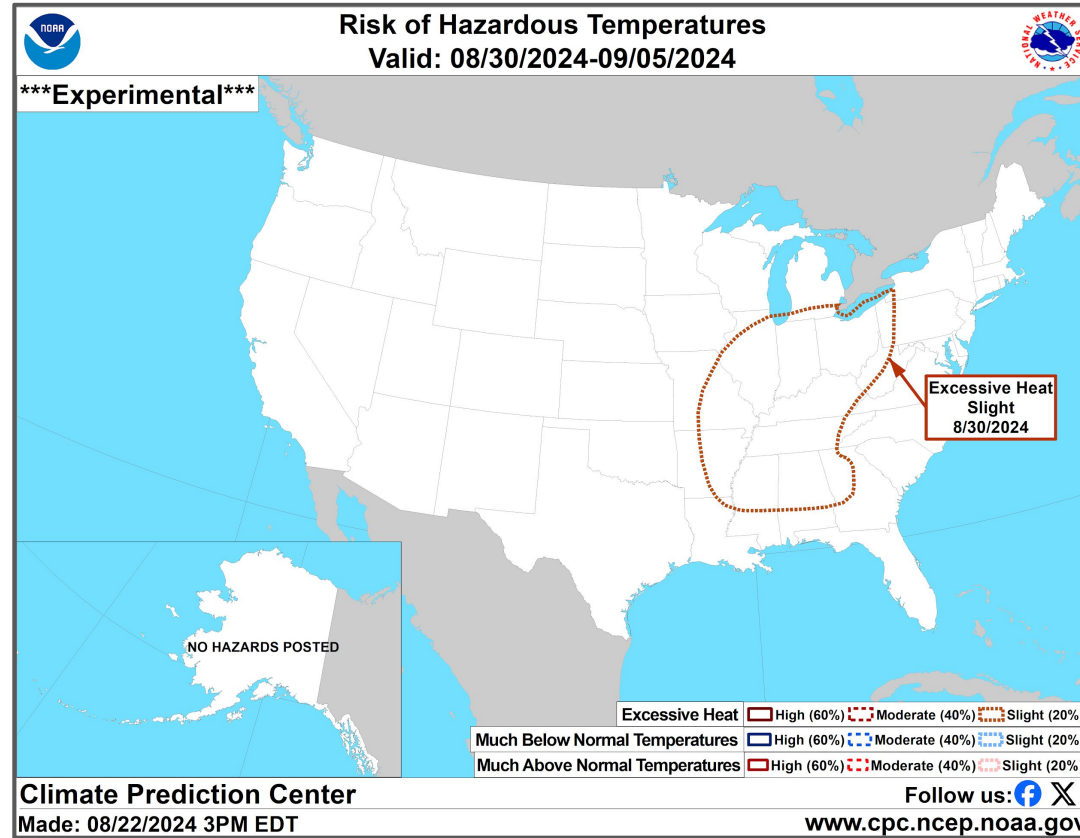 NOAA
Risk of Hazardous Temperatures
Valid: 08/30/2024-09/05/2024
NATIONAL WEATHER SERVICE
***Experimental***
Excessive Heat
Slight
8/30/2024
NO HAZARDS POSTED
Excessive Heat High (60%) Moderate (40%) Slight (20%
Much Below Normal Temperatures High (60%) Moderate (40%) Slight (20%
Much Above Normal Temperatures High (60%) Moderate (40%) Slight (20%
Climate Prediction Center
Follow us:
Made: 08/22/2024 3PM EDT
www.cpc.ncep.noaa.gov